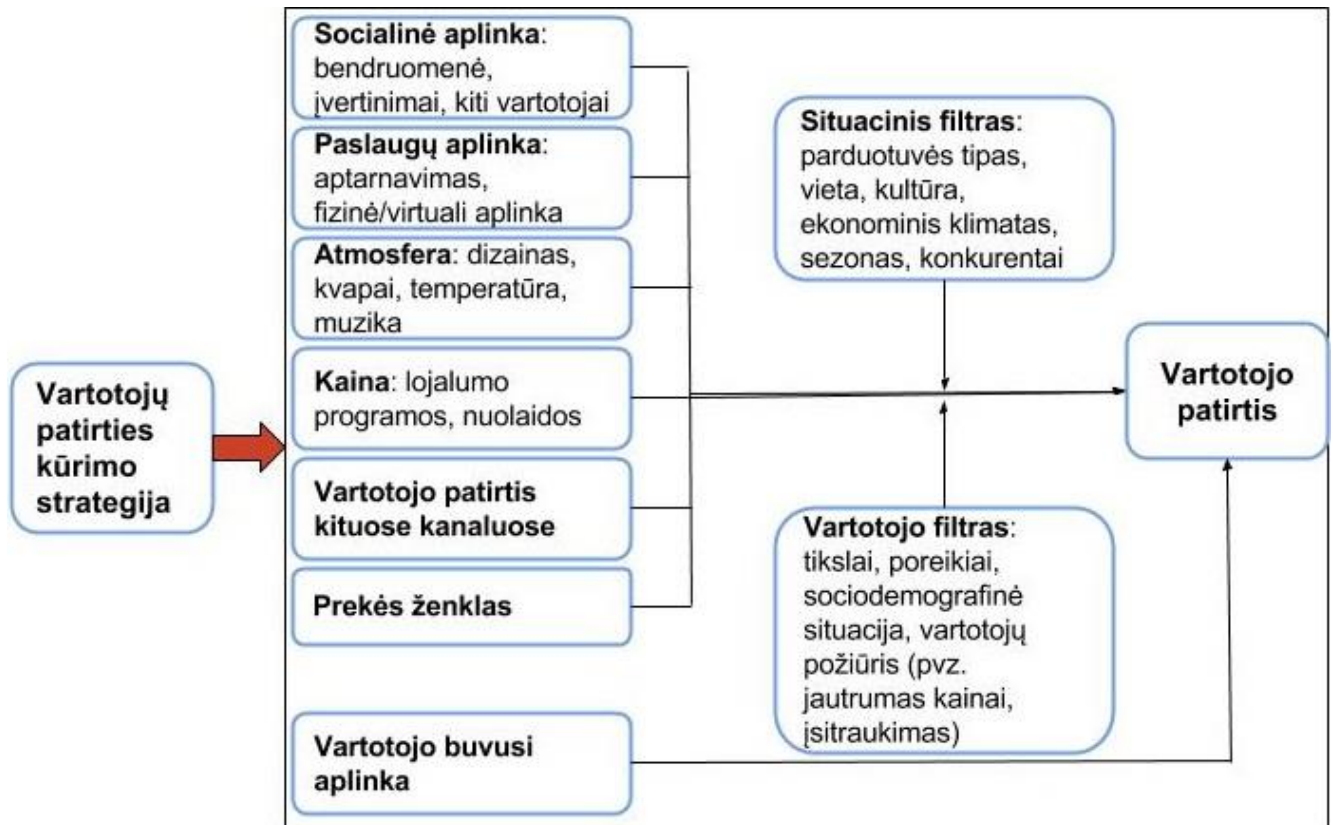 Socialinė aplinka:
bendruomenė,
įvertinimai, kiti vartotojai
Paslaugų aplinka:
aptarnavimas,
fizinė/virtuali aplinka
Atmosfera: dizainas,
kvapai, temperatūra,
muzika
Kaina: lojalumo
programos, nuolaidos
Vartotojo patirtis
kituose kanaluose
Prekės ženklas
Vartotojo buvusi
aplinka
Vartotojų
patirties
kūrimo
strategija
Situacinis filtras:
parduotuvės tipas,
vieta, kultūra,
ekonominis klimatas,
sezonas, konkurentai
Vartotojo filtras:
tikslai, poreikiai,
sociodemografinė
situacija, vartotojų
požiūris (pvz.
jautrumas kainai,
įsitraukimas)
Vartotojo
patirtis